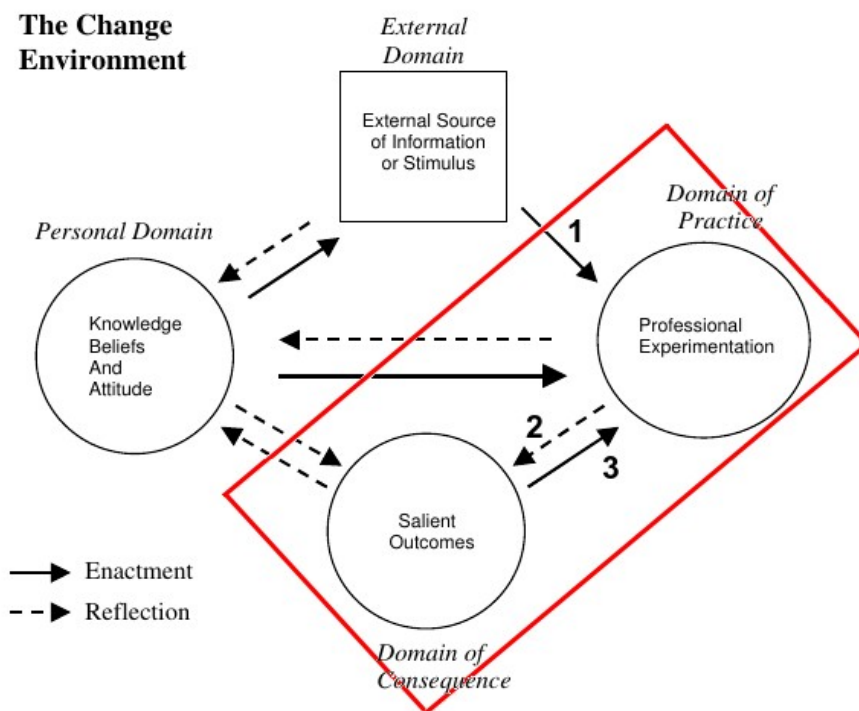 The Change
Environment
External
Domain
External Source
of Information
or Stimulus
Domain of
Practice
1
Personal Domain
Knowledge
Beliefs
And
Attitude
Professional
Experimentation
2
3
Salient
Outcomes
Enactment
Reflection
Domain of
Consequence